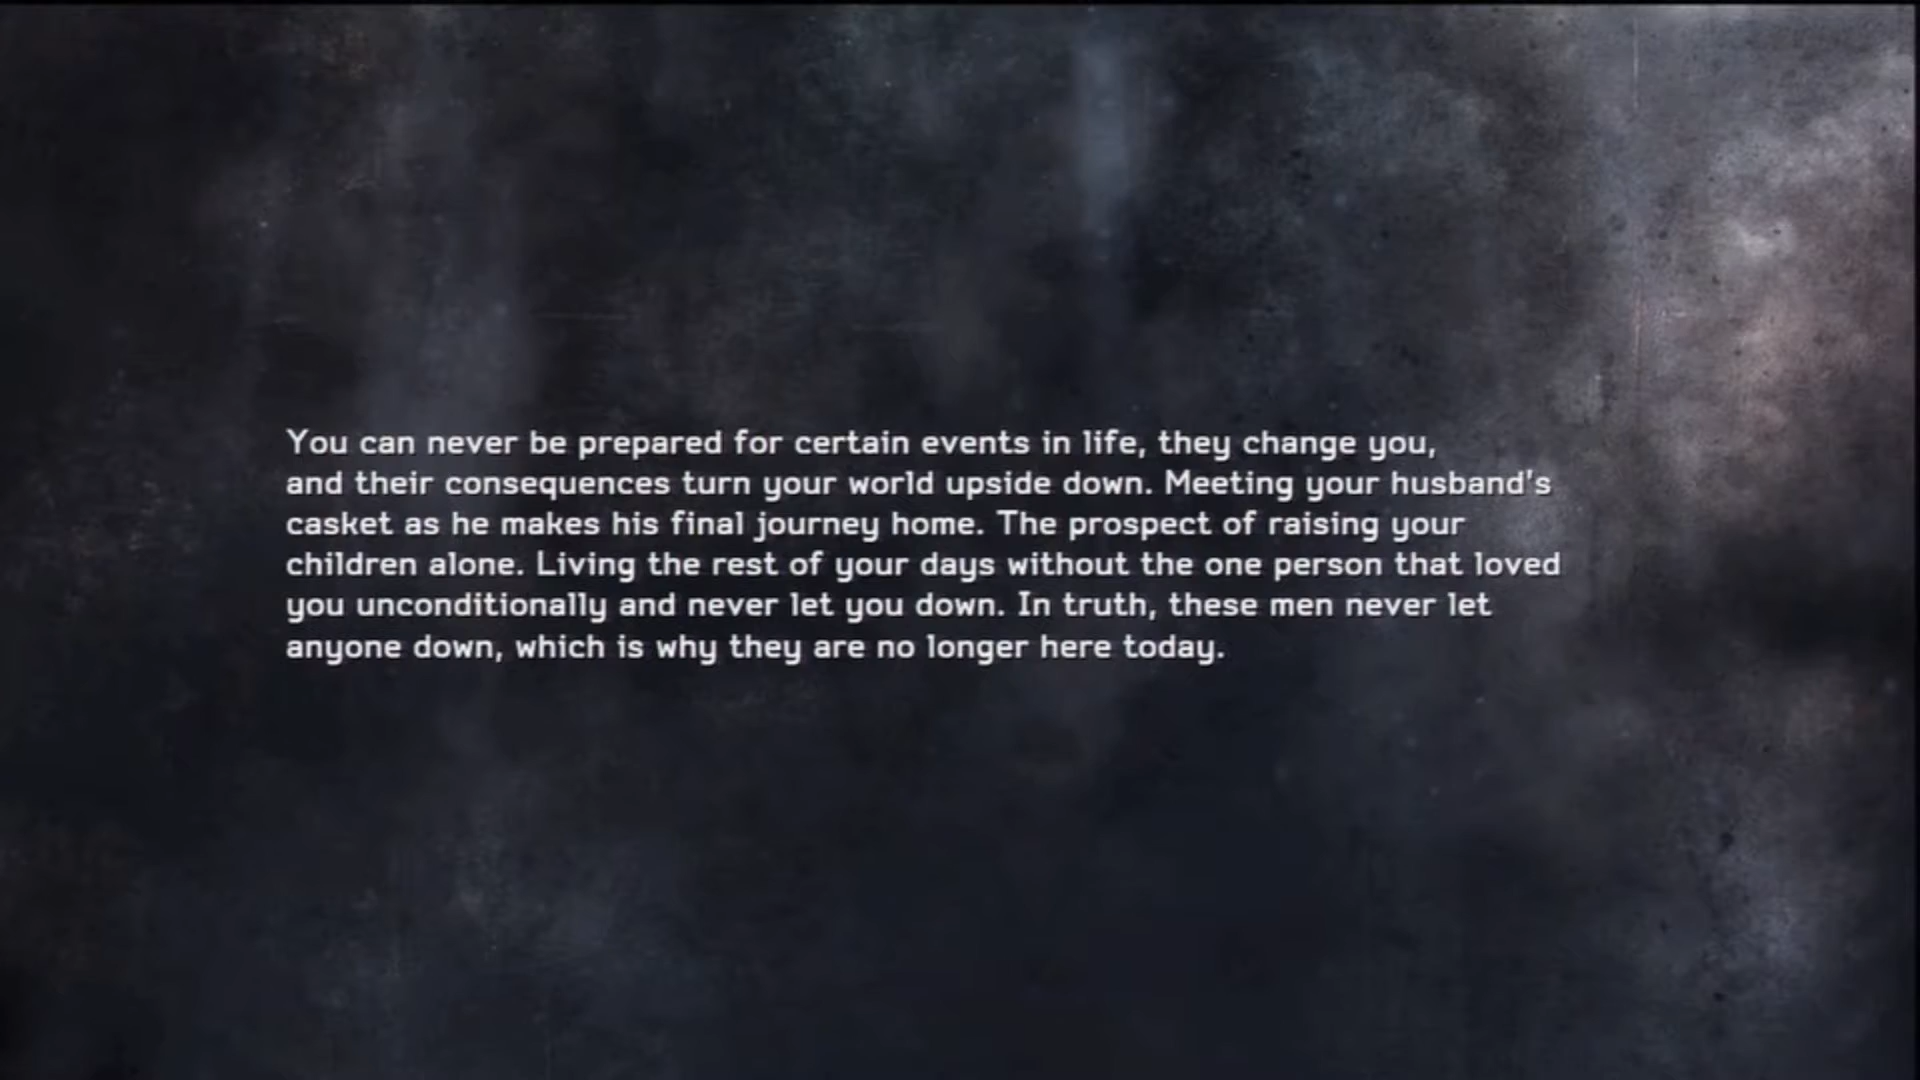 You can never be prepared for certain events in life, they change you,
and their consequences turn your world upside down. Meeting your husband's
casket as he makes his final journey home. The prospect of raising your
children alone. Living the rest of your days without the one person that loved
you unconditionally and never let you down. In truth, these men never let
anyone down, which is why they are no longer here today.